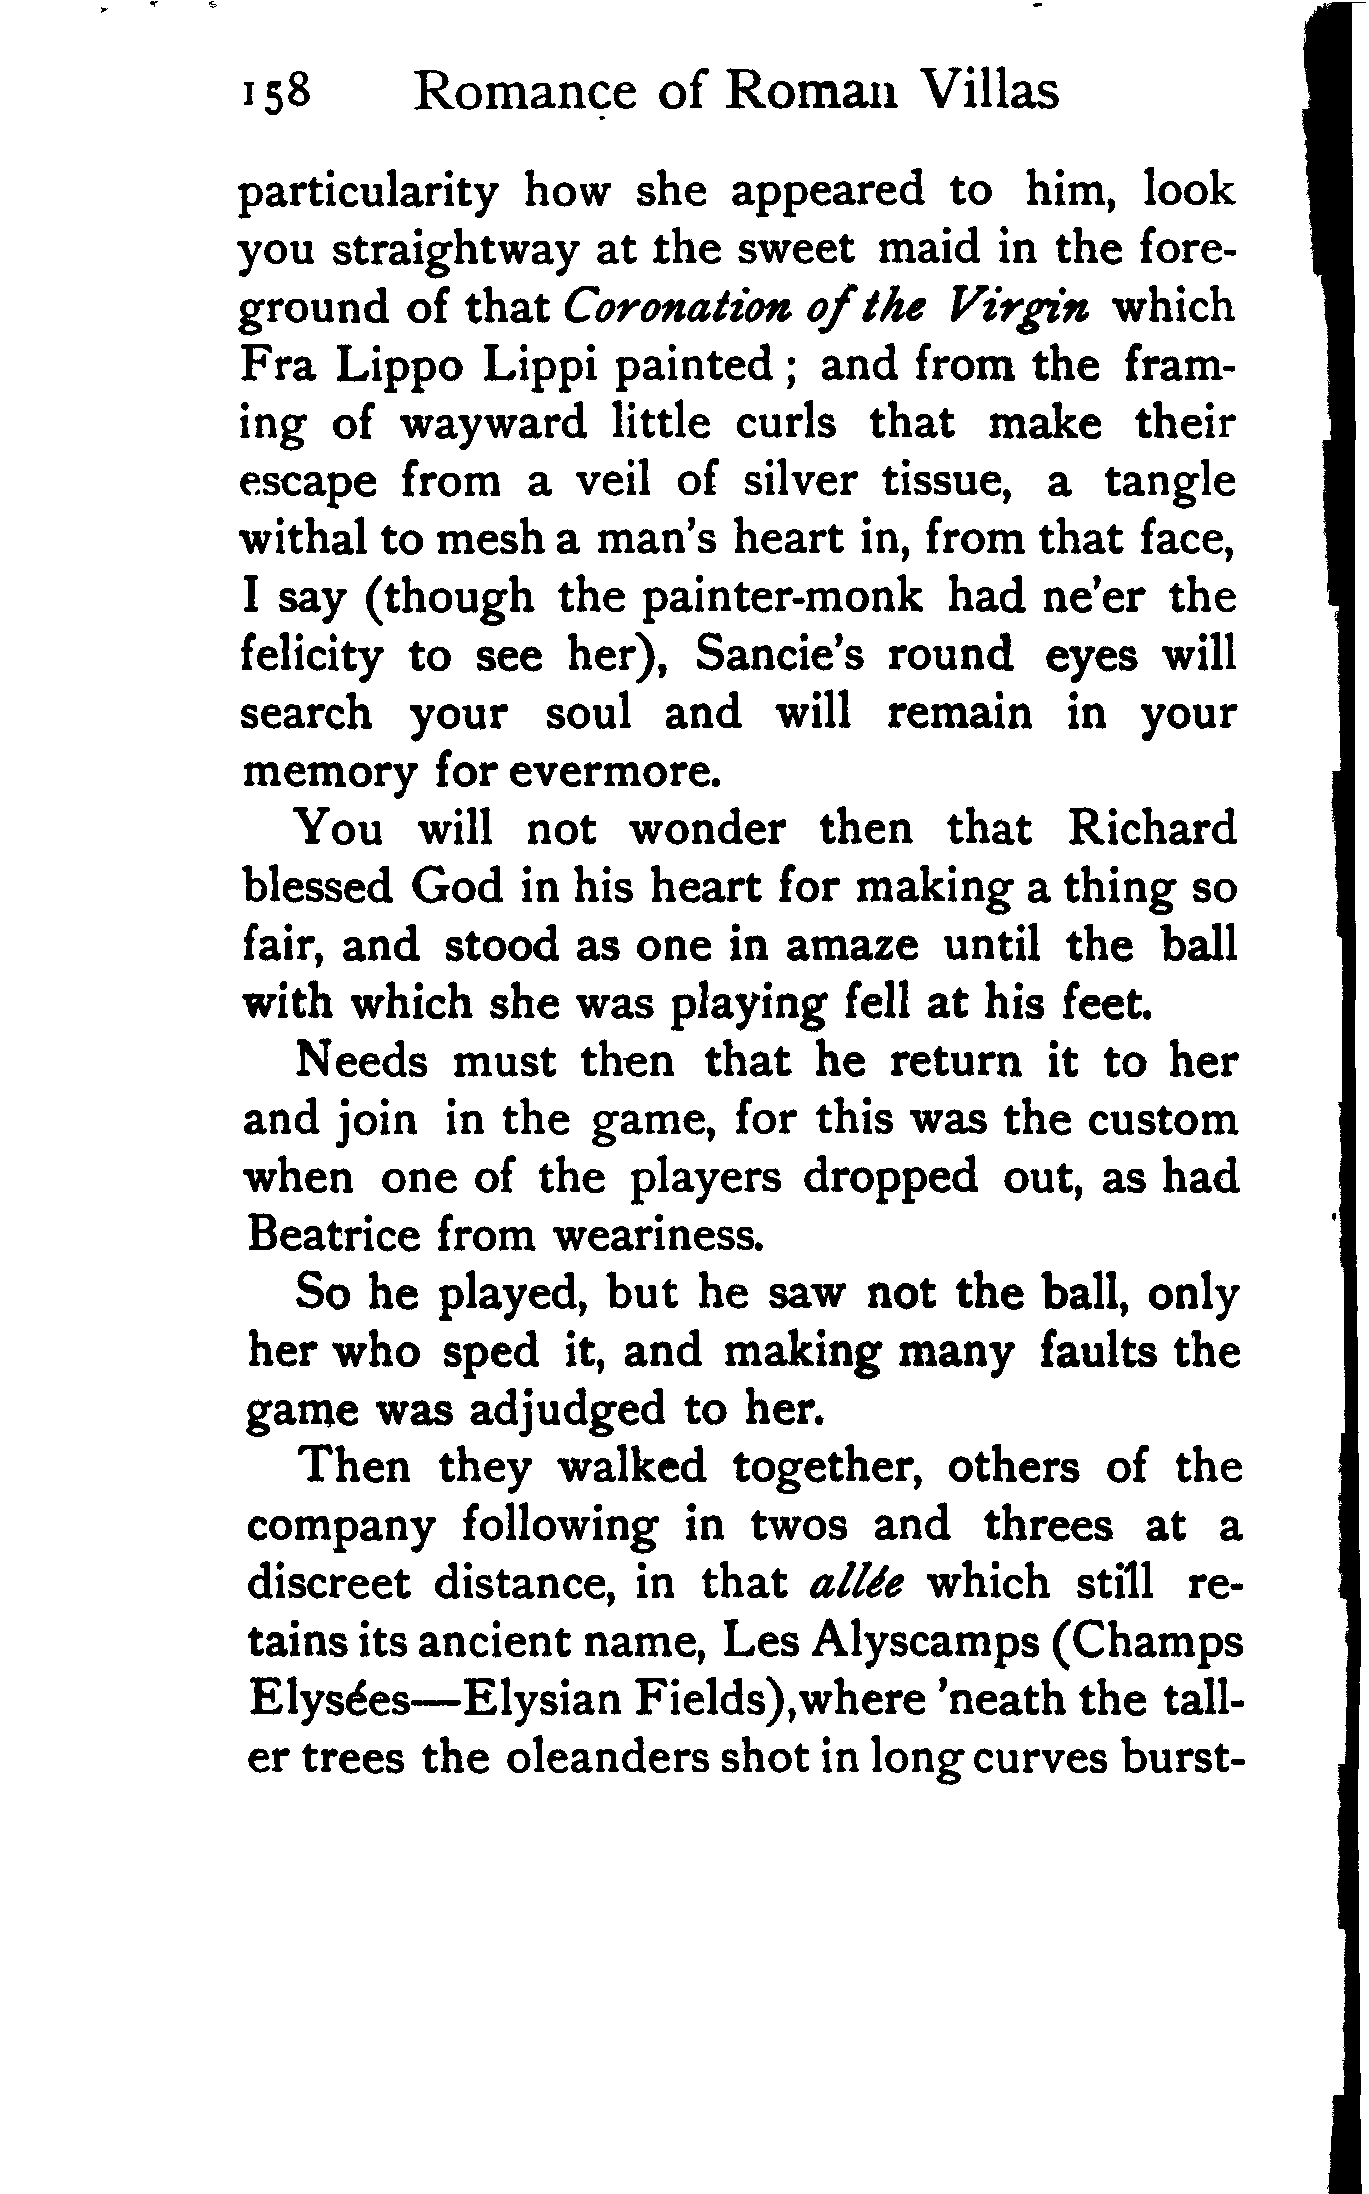 158 Romance of Roman Villas
particularity how she appeared to him, look
you straightway at the sweet maid in the fore-
ground of that Coronation of the Virgin which
Fra Lippo Lippi painted ; and from the fram-
ing of wayward little curls that make their
escape from a veil of silver tissue, a tangle
withal to mesh a man's heart in, from that face,
I say (though the painter-monk had ne'er the
felicity to see her), Sancie's round eyes will
search your soul and will remain in your
memory for evermore.
You will not wonder then that Richard
blessed God in his heart for making a thing so
fair, and stood as one in amaze until the ball
with which she was playing fell at his feet.
Needs must then that he return it to her
and join in the game, for this was the custom
when one of the players dropped out, as had
Beatrice from weariness.
So he played, but he saw not the ball, only
her who sped it, and making many faults the
game was adjudged to her.
Then they walked together, others of the
company following in twos and threes at a
discreet distance, in that allée which still re-
tains its ancient name, Les Alyscamps (Champs
Elysées—Elysian Fields),where 'neath the tall-
er trees the oleanders shot in long curves burst-